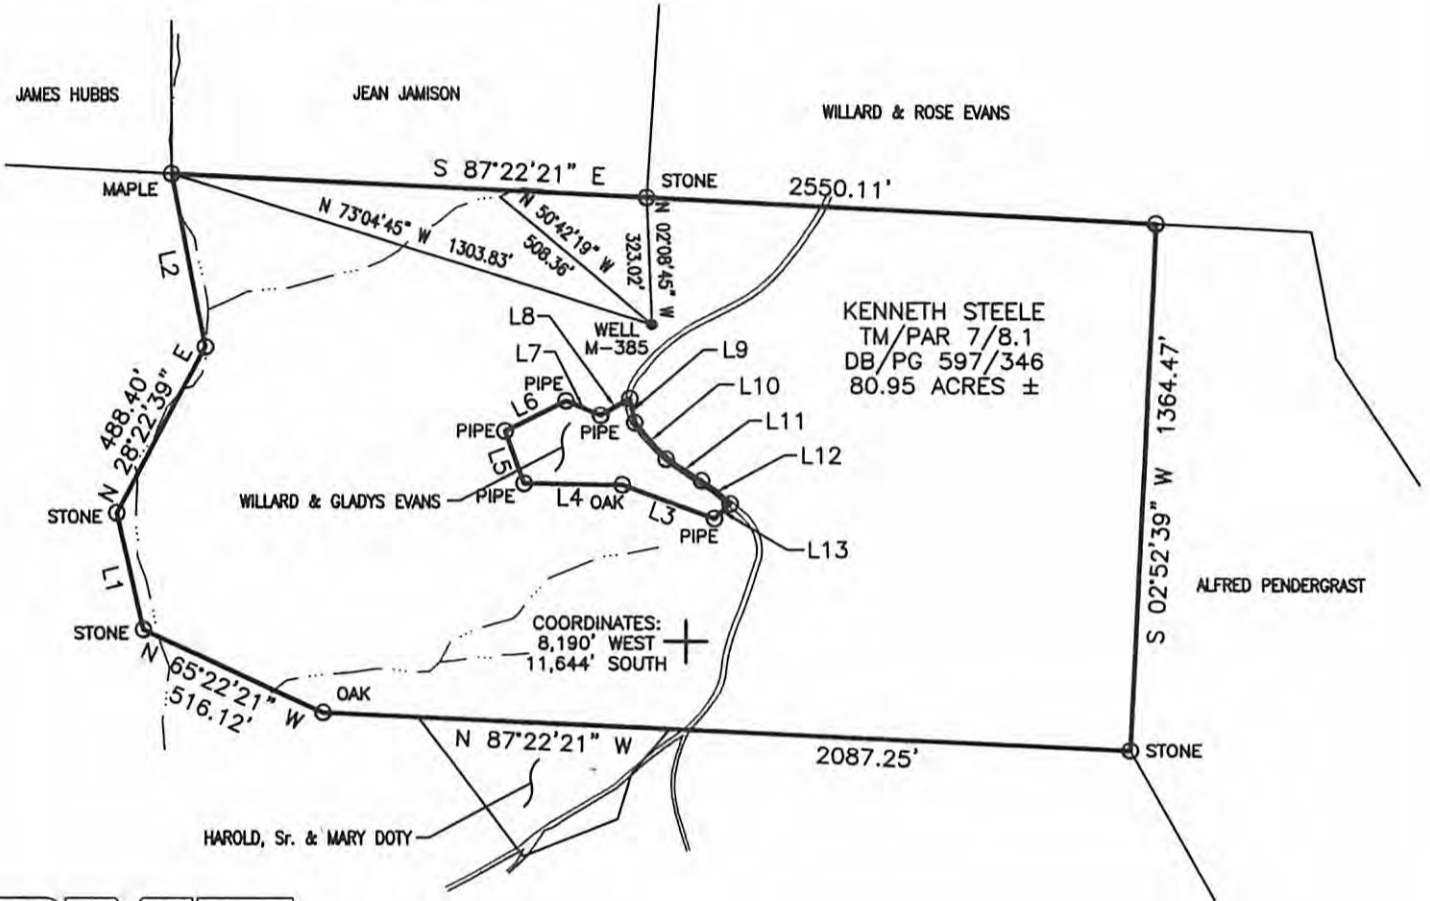 JAMES HUBBS
JEAN JAMISON
WILLARD & ROSE EVANS
MAPLE
S 87°22'21" E
STONE
2550.11'
N 73°04'45" W 1303.83'
N 50°42'19" W
508.36'
N 02°08'45" W
323.02'
L2
WELL
M-385
L8
L7
L9
L10
L11
L12
L13
KENNETH STEELE
TM/PAR 7/8.1
DB/PG 597/346
80.95 ACRES ±
488.40'
N 28°22'39" E
PIPE
L6
PIPE
PIPE
L5
PIPE
L4
OAK
L3
PIPE
WILLARD & GLADYS EVANS
STONE
L1
STONE
S 02°52'39" W 1364.47'
ALFRED PENDERGRAST
COORDINATES:
8,190' WEST
11,644' SOUTH
N 65°22'21" W
516.12'
OAK
N 87°22'21" W
2087.25'
STONE
HAROLD, Sr. & MARY DOTY